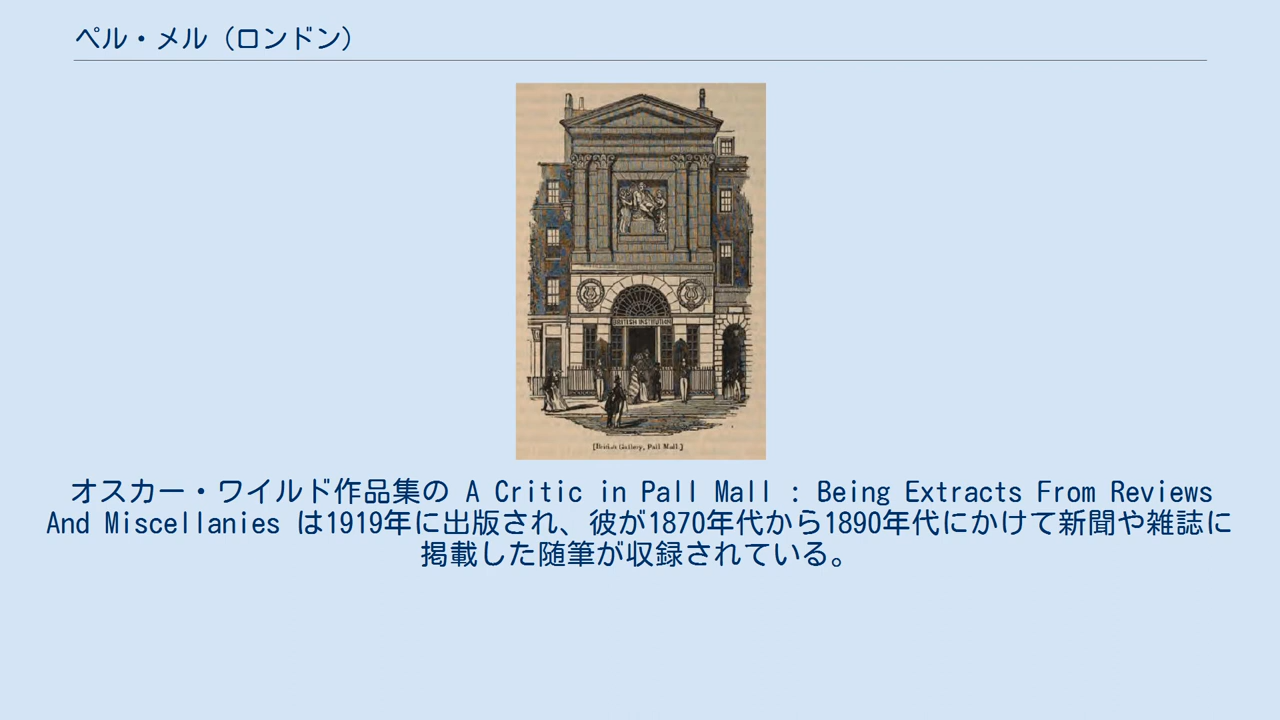 ペル・メル（ロンドン）
BRITISH INSTITUTION
[British Gallery, Pall Mall.]
オスカー・ワイルド作品集の A Critic in Pall Mall : Being Extracts From Reviews
And Miscellanies は1919年に出版され、彼が1870年代から1890年代にかけて新聞や雑誌に
掲載した随筆が収録されている。